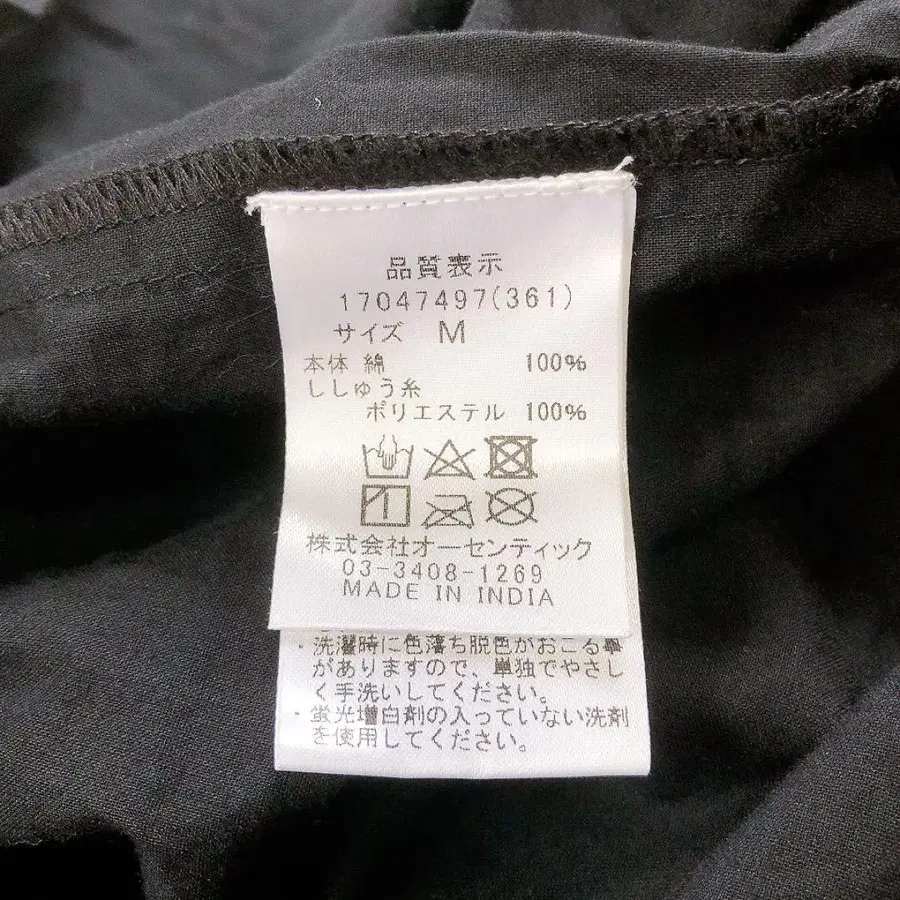 品質表示
17047497(361)
サイズ M
本体 綿 100%
ししゅう糸
ポリエステル 100%
株式会社オーセンティック
03-3408-1269
MADE IN INDIA
・洗濯時に色落ち脱色がおこる事
がありますので、単独でやさし
く手洗いしてください。
・蛍光増白剤の入っていない洗剤
を使用してください。